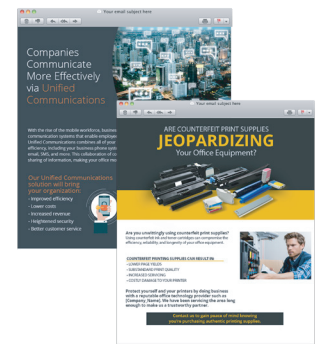 Your email subject here
Companies
Communicate
More Effectively
via Unified
Communications
With the rise of the mobile workforce, busines
communication systems that enable employe
Unified Communications combines all of your
efficiency, including your business phone syst
email, SMS, and more. This collaboration of co
sharing of information, making your office mo
Our Unified Communications
solution will bring
your organization:
- Improved efficiency
- Lower costs
- Increased revenue
- Heightened security
- Better customer service
Your email subject here
ARE COUNTERFEIT PRINT SUPPLIES
JEOPARDIZING
Your Office Equipment?
Are you unwittingly using counterfeit print supplies?
Using counterfeit ink and toner cartridges can compromise the
efficiency, reliability, and longevity of your office equipment.
COUNTERFEIT PRINTING SUPPLIES CAN RESULT IN:
- LOWER PAGE YIELDS
- SUBSTANDARD PRINT QUALITY
- INCREASED SERVICING
- COSTLY DAMAGE TO YOUR PRINTER
Protect yourself and your printers by doing business
with a reputable office technology provider such as
[Company_Name]. We have been servicing the area long
enough to make us a trustworthy partner.
Contact us to gain peace of mind knowing
you're purchasing authentic printing supplies.